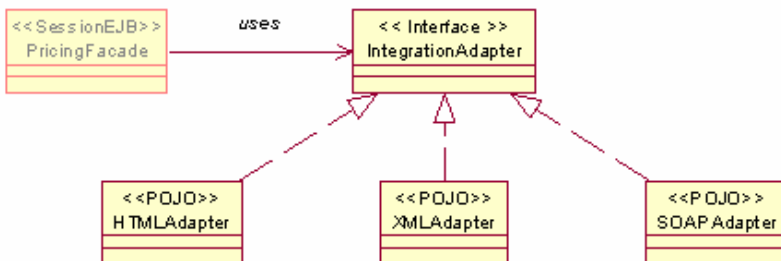 <<SessionEJB>>
PricingFacade
uses
<< Interface >>
IntegrationAdapter
<<POJO>>
HTMLAdapter
<<POJO>>
XMLAdapter
<<POJO>>
SOAPAdapter